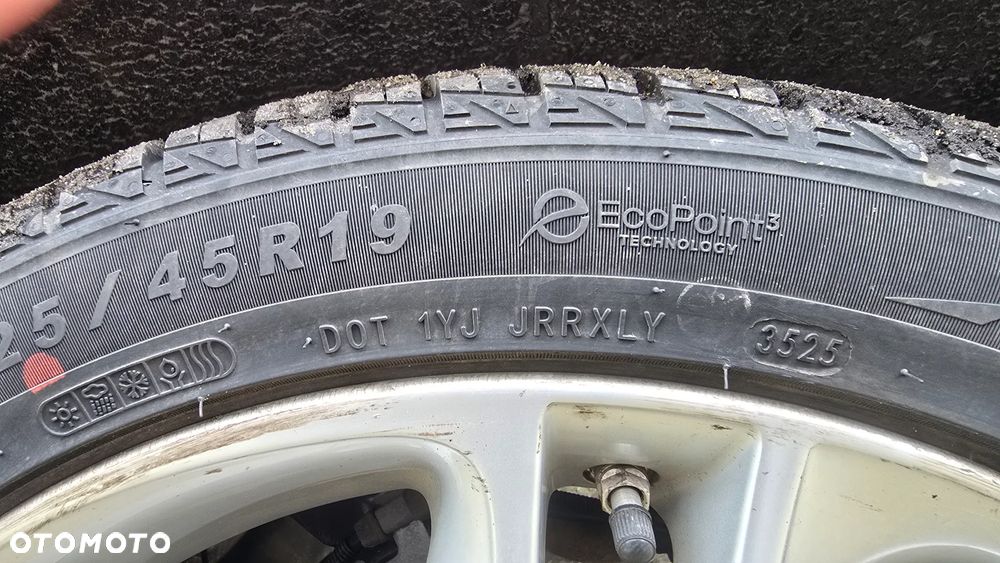 25/45R19
EcoPoint³
TECHNOLOGY
DOT 1YJ JRRXLY 3525
OTOMOTO